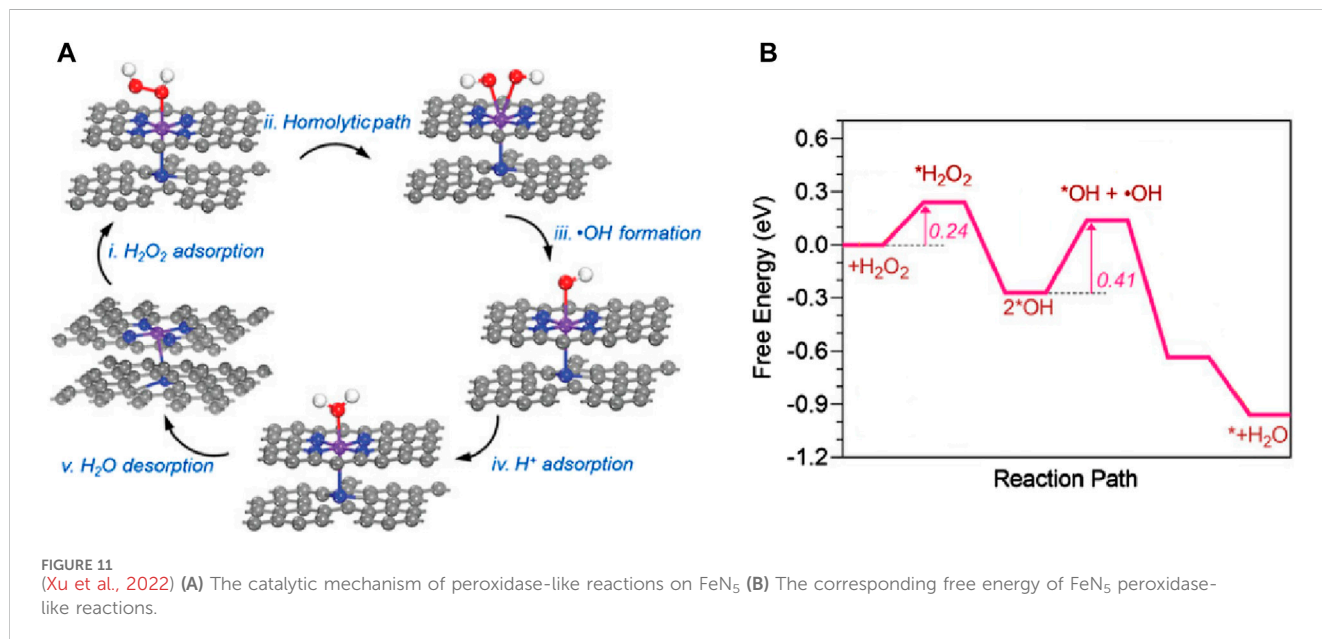 A
ii. Homolytic path
iii. •OH formation
i. H₂O₂ adsorption
v. H₂O desorption
iv. H⁺ adsorption
B
0.6
0.3
0.0
-0.3
-0.6
-0.9
-1.2
Free Energy (eV)
*H₂O₂
*OH + •OH
0.24
0.41
+H₂O₂
2*OH
*+H₂O
Reaction Path
FIGURE 11
(Xu et al., 2022) (A) The catalytic mechanism of peroxidase-like reactions on FeN₅ (B) The corresponding free energy of FeN₅ peroxidase-
like reactions.